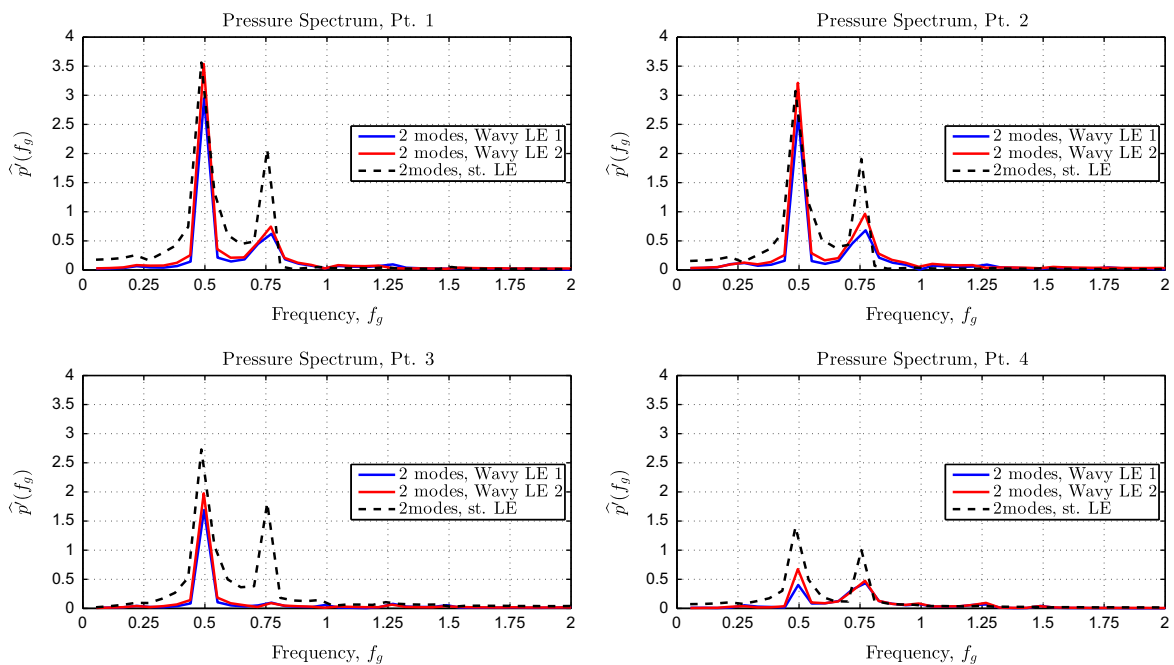 Pressure Spectrum, Pt. 1
4
3.5
3
2.5
2
1.5
1
0.5
0
p̂′(f_g)
2 modes, Wavy LE 1
2 modes, Wavy LE 2
2modes, st. LE
0 0.25 0.5 0.75 1 1.25 1.5 1.75 2
Frequency, f_g
Pressure Spectrum, Pt. 2
4
3.5
3
2.5
2
1.5
1
0.5
0
p̂′(f_g)
2 modes, Wavy LE 1
2 modes, Wavy LE 2
2modes, st. LE
0 0.25 0.5 0.75 1 1.25 1.5 1.75 2
Frequency, f_g
Pressure Spectrum, Pt. 3
4
3.5
3
2.5
2
1.5
1
0.5
0
p̂′(f_g)
2 modes, Wavy LE 1
2 modes, Wavy LE 2
2modes, st. LE
0 0.25 0.5 0.75 1 1.25 1.5 1.75 2
Frequency, f_g
Pressure Spectrum, Pt. 4
4
3.5
3
2.5
2
1.5
1
0.5
0
p̂′(f_g)
2 modes, Wavy LE 1
2 modes, Wavy LE 2
2modes, st. LE
0 0.25 0.5 0.75 1 1.25 1.5 1.75 2
Frequency, f_g